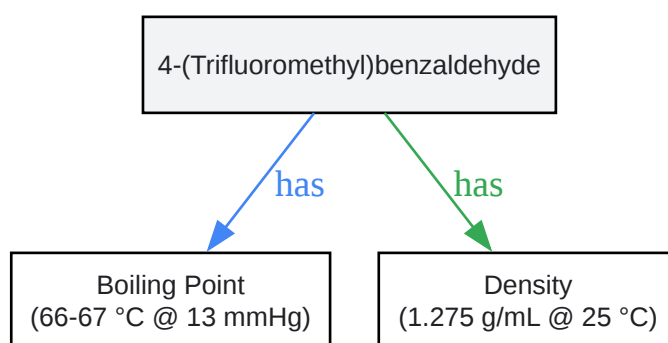 4-(Trifluoromethyl)benzaldehyde
has
has
Boiling Point
(66-67 °C @ 13 mmHg)
Density
(1.275 g/mL @ 25 °C)